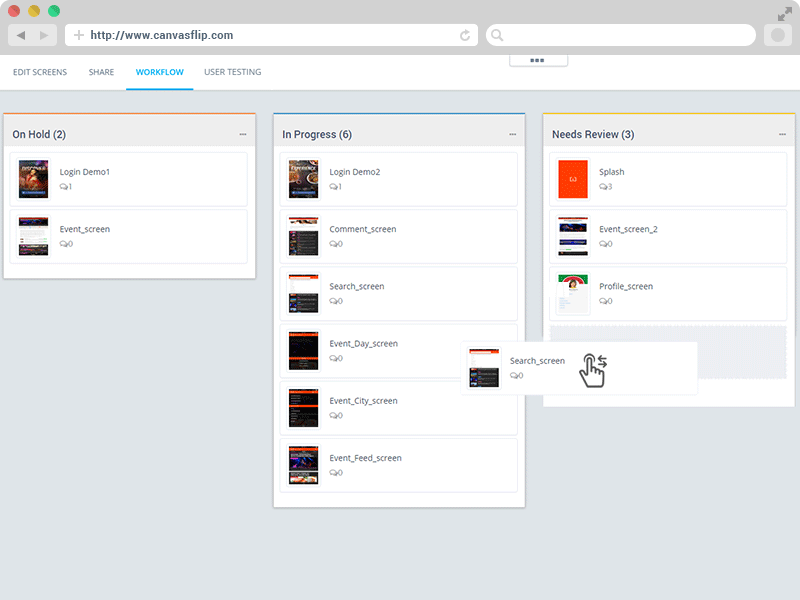 http://www.canvasflip.com
EDIT SCREENS
SHARE
WORKFLOW
USER TESTING
On Hold (2)
Login Demo1
1
Event_screen
0
In Progress (6)
Login Demo2
1
Comment_screen
0
Search_screen
0
Event_Day_screen
0
Event_City_screen
0
Event_Feed_screen
0
Needs Review (3)
Splash
3
Event_screen_2
0
Profile_screen
0
Search_screen
0